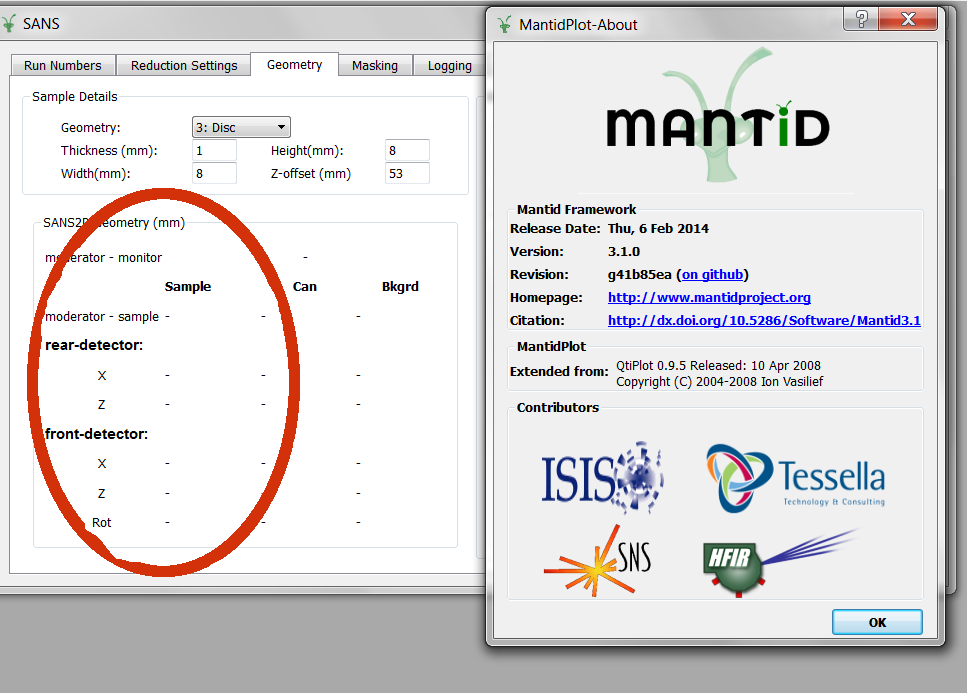 SANS
Run Numbers
Reduction Settings
Geometry
Masking
Logging
Sample Details
Geometry: 3: Disc
Thickness (mm): 1 Height(mm): 8
Width(mm): 8 Z-offset (mm) 53
SANS2D Geometry (mm)
moderator - monitor -
Sample Can Bkgrd
moderator - sample - - -
rear-detector:
X - - -
Z - - -
front-detector:
X - - -
Z - - -
Rot - - -
MantidPlot-About
?
X
MANTiD
Mantid Framework
Release Date: Thu, 6 Feb 2014
Version: 3.1.0
Revision: g41b85ea (on github)
Homepage: http://www.mantidproject.org
Citation: http://dx.doi.org/10.5286/Software/Mantid3.1
MantidPlot
Extended from: QtiPlot 0.9.5 Released: 10 Apr 2008
Copyright (C) 2004-2008 Ion Vasilief
Contributors
ISIS
Tessella
Technology & Consulting
SNS
HFIR
OK